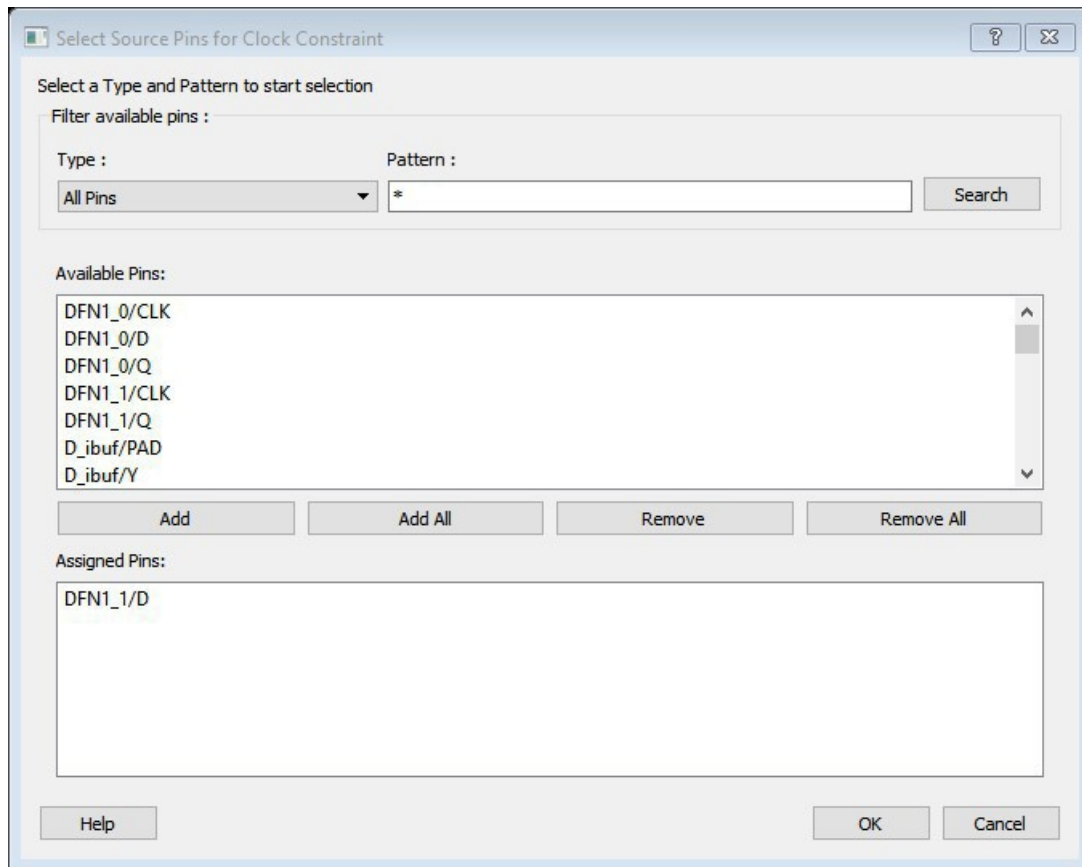 Select Source Pins for Clock Constraint
Select a Type and Pattern to start selection
Filter available pins :
Type : Pattern :
All Pins * Search
Available Pins:
DFN1_0/CLK
DFN1_0/D
DFN1_0/Q
DFN1_1/CLK
DFN1_1/Q
D_ibuf/PAD
D_ibuf/Y
Add Add All Remove Remove All
Assigned Pins:
DFN1_1/D
Help OK Cancel